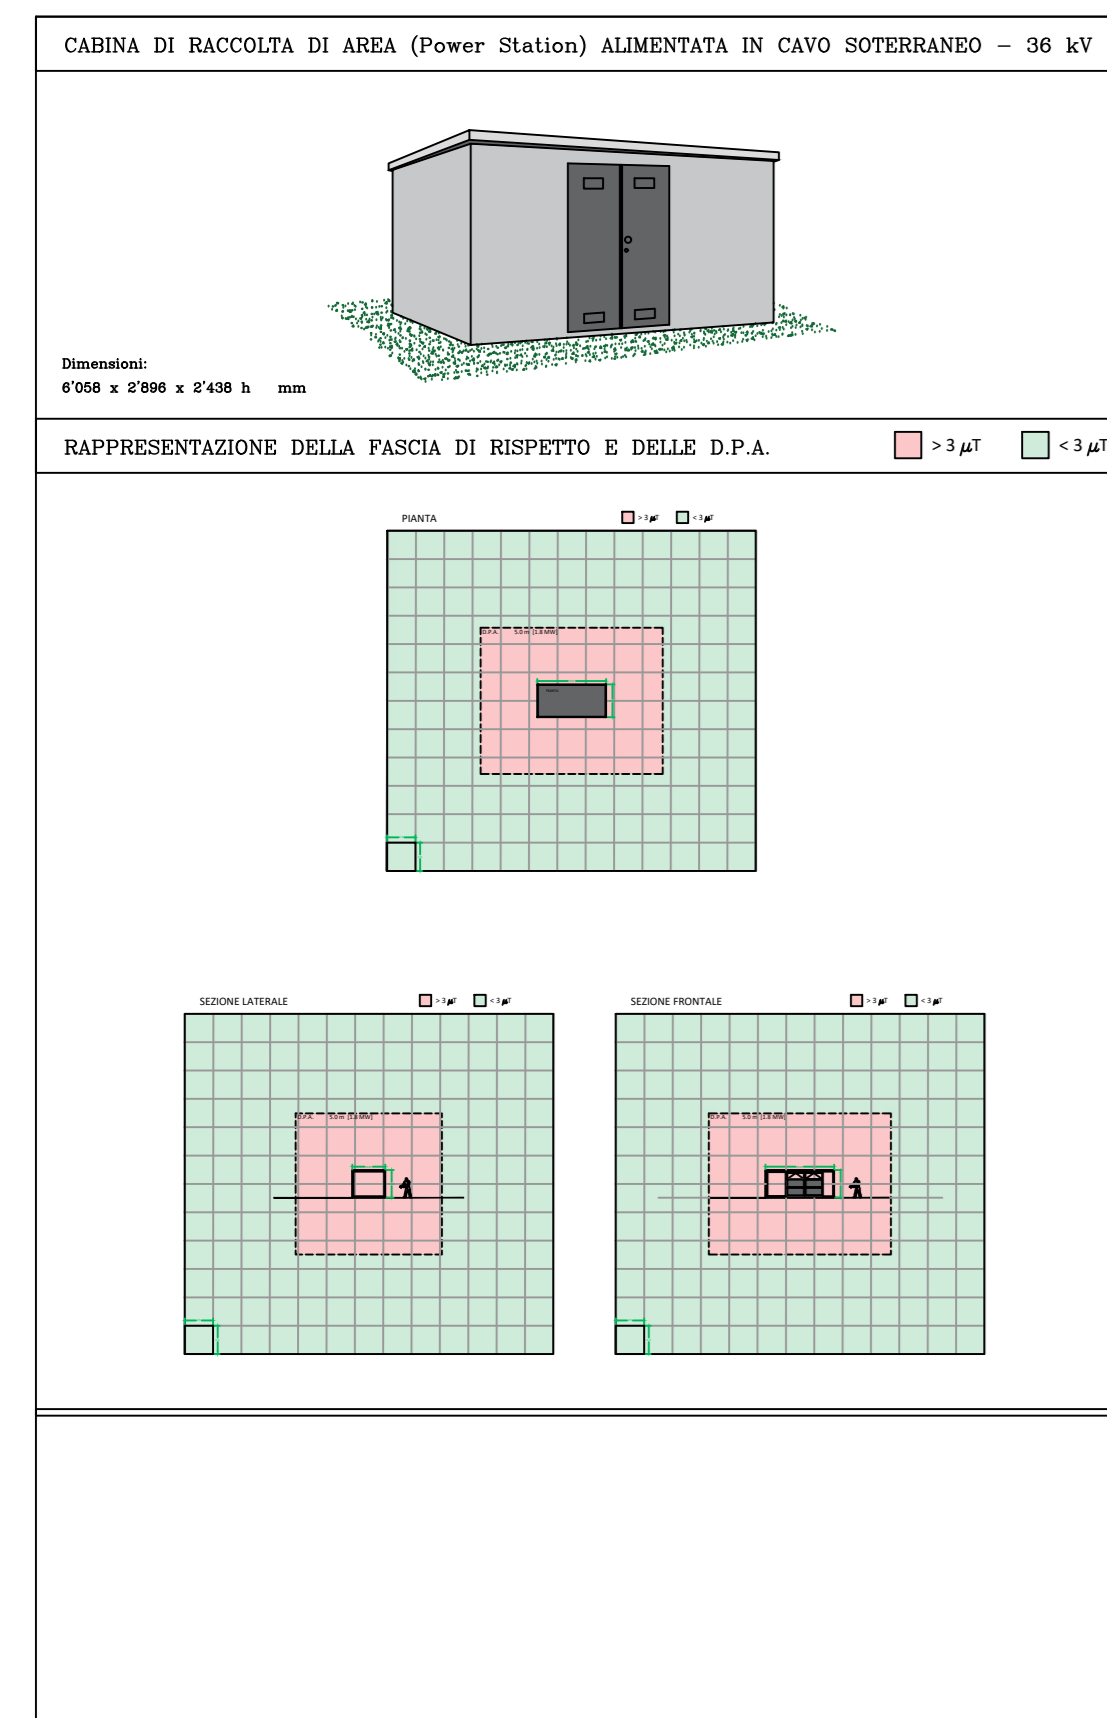 CABINA DI RACCOLTA DI AREA (Power Station) ALIMENTATA IN CAVO SOTERRANEO – 36 kV
Dimensioni:
6'058 x 2'896 x 2'438 h mm
RAPPRESENTAZIONE DELLA FASCIA DI RISPETTO E DELLE D.P.A. > 3 μT < 3 μT
PIANTA > 3 μT < 3 μT
D.P.A. 5.0 m [1.8 MW]
PIANTA
SEZIONE LATERALE > 3 μT < 3 μT
D.P.A. 5.0 m [1.8 MW]
SEZIONE FRONTALE > 3 μT < 3 μT
D.P.A. 5.0 m [1.8 MW]